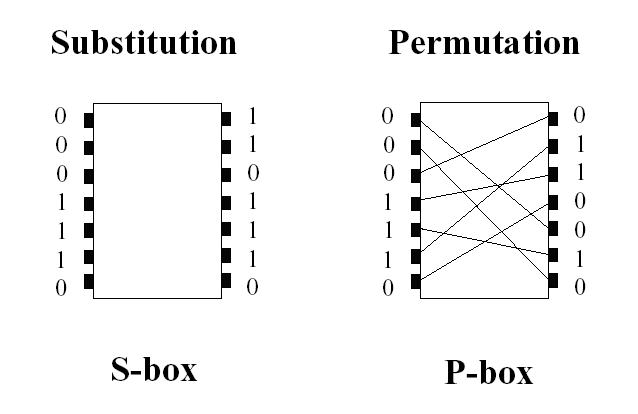 Substitution Permutation
0 1 0 0
0 1 0 1
0 0 0 1
1 1 1 0
1 1 1 0
1 1 1 1
0 0 0 0
S-box P-box